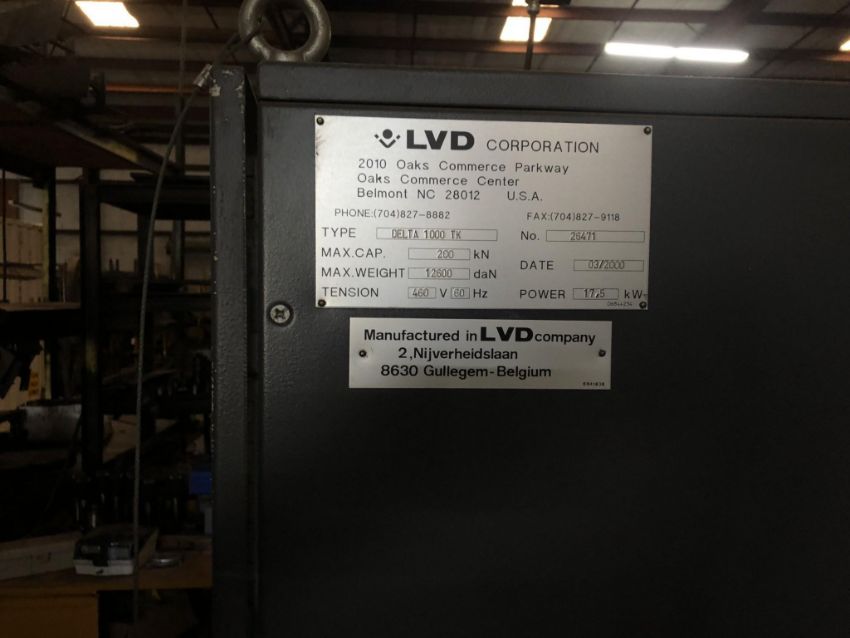 LVD CORPORATION
2010 Oaks Commerce Parkway
Oaks Commerce Center
Belmont NC 28012 U.S.A.
PHONE:(704)827-8882 FAX:(704)827-9118
TYPE DELTA 1000 TK No. 26471
MAX.CAP. 200 kN
MAX.WEIGHT 12600 daN DATE 03/2000
TENSION 460 V 60 Hz POWER kW
Manufactured in LVD company
2,Nijverheidslaan
8630 Gullegem-Belgium